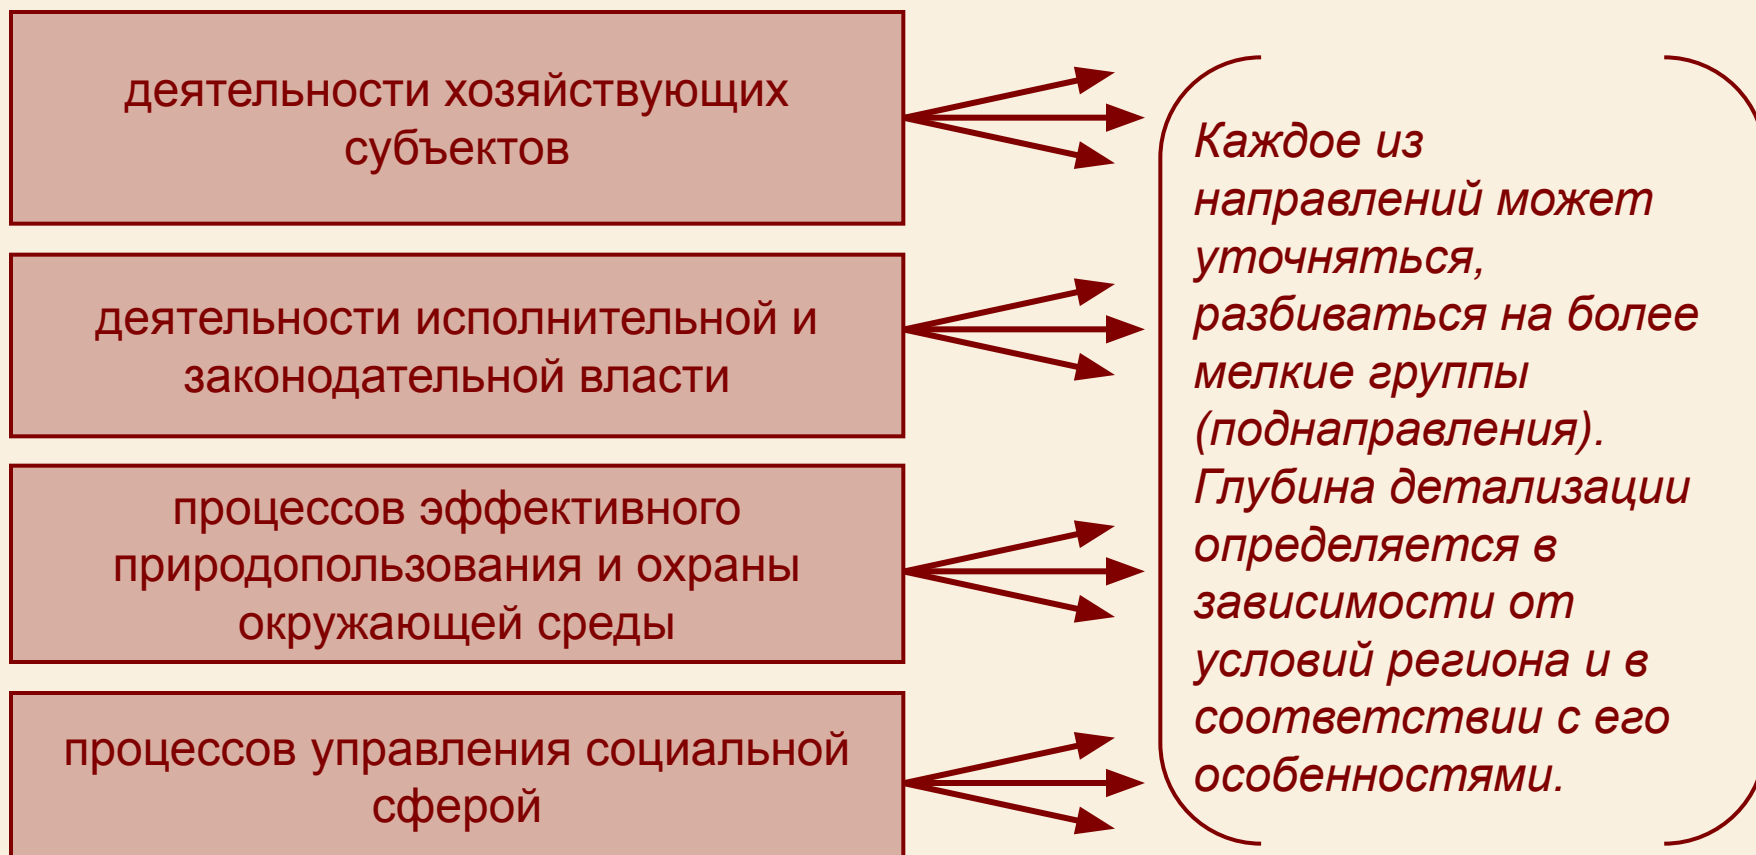 деятельности хозяйствующих
субъектов
деятельности исполнительной и
законодательной власти
процессов эффективного
природопользования и охраны
окружающей среды
процессов управления социальной
сферой
Каждое из
направлений может
уточняться,
разбиваться на более
мелкие группы
(поднаправления).
Глубина детализации
определяется в
зависимости от
условий региона и в
соответствии с его
особенностями.